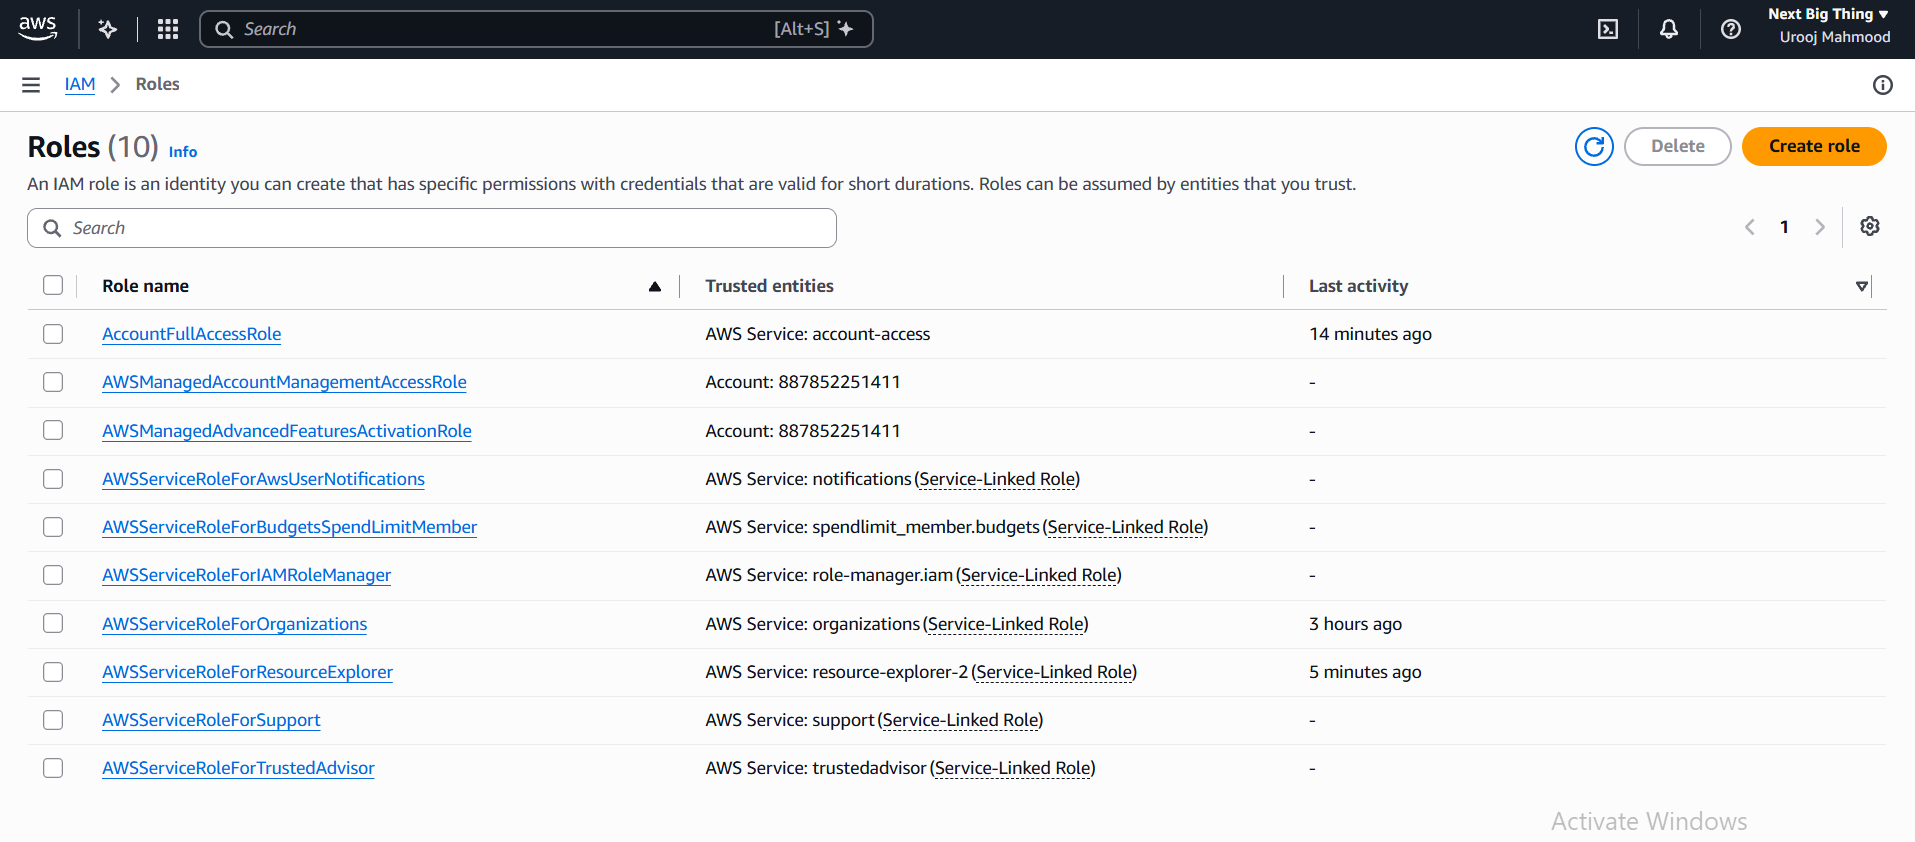 aws
Search [Alt+S]
Next Big Thing
Urooj Mahmood
IAM Roles
Roles (10) Info
Delete
Create role
An IAM role is an identity you can create that has specific permissions with credentials that are valid for short durations. Roles can be assumed by entities that you trust.
Search
1
Role name Trusted entities Last activity
AccountFullAccessRole AWS Service: account-access 14 minutes ago
AWSManagedAccountManagementAccessRole Account: 887852251411 -
AWSManagedAdvancedFeaturesActivationRole Account: 887852251411 -
AWSServiceRoleForAwsUserNotifications AWS Service: notifications (Service-Linked Role) -
AWSServiceRoleForBudgetsSpendLimitMember AWS Service: spendlimit_member.budgets (Service-Linked Role) -
AWSServiceRoleForIAMRoleManager AWS Service: role-manager.iam (Service-Linked Role) -
AWSServiceRoleForOrganizations AWS Service: organizations (Service-Linked Role) 3 hours ago
AWSServiceRoleForResourceExplorer AWS Service: resource-explorer-2 (Service-Linked Role) 5 minutes ago
AWSServiceRoleForSupport AWS Service: support (Service-Linked Role) -
AWSServiceRoleForTrustedAdvisor AWS Service: trustedadvisor (Service-Linked Role) -
Activate Windows